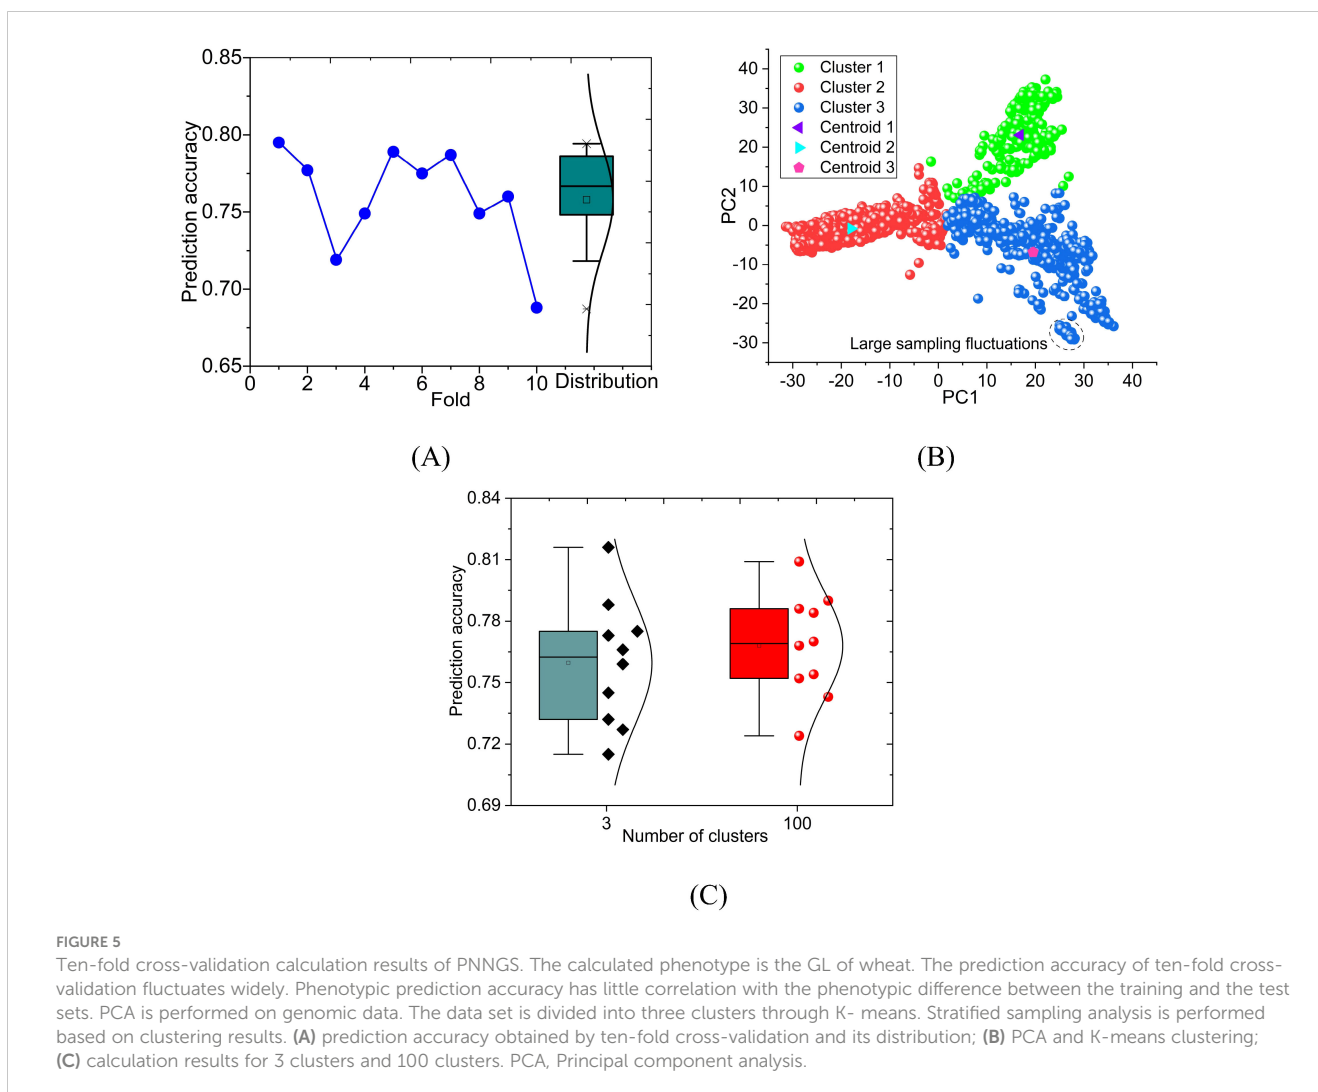 0.85
0.80
0.75
0.70
0.65
Prediction accuracy
0
2
4
6
8
10
Distribution
Fold
(A)
Cluster 1
Cluster 2
Cluster 3
Centroid 1
Centroid 2
Centroid 3
40
30
20
10
0
-10
-20
-30
PC2
Large sampling fluctuations
-30
-20
-10
0
10
20
30
40
PC1
(B)
0.84
0.81
0.78
0.75
0.72
0.69
Prediction accuracy
3
100
Number of clusters
(C)
FIGURE 5
Ten-fold cross-validation calculation results of PNNGS. The calculated phenotype is the GL of wheat. The prediction accuracy of ten-fold cross-
validation fluctuates widely. Phenotypic prediction accuracy has little correlation with the phenotypic difference between the training and the test
sets. PCA is performed on genomic data. The data set is divided into three clusters through K- means. Stratified sampling analysis is performed
based on clustering results. (A) prediction accuracy obtained by ten-fold cross-validation and its distribution; (B) PCA and K-means clustering;
(C) calculation results for 3 clusters and 100 clusters. PCA, Principal component analysis.